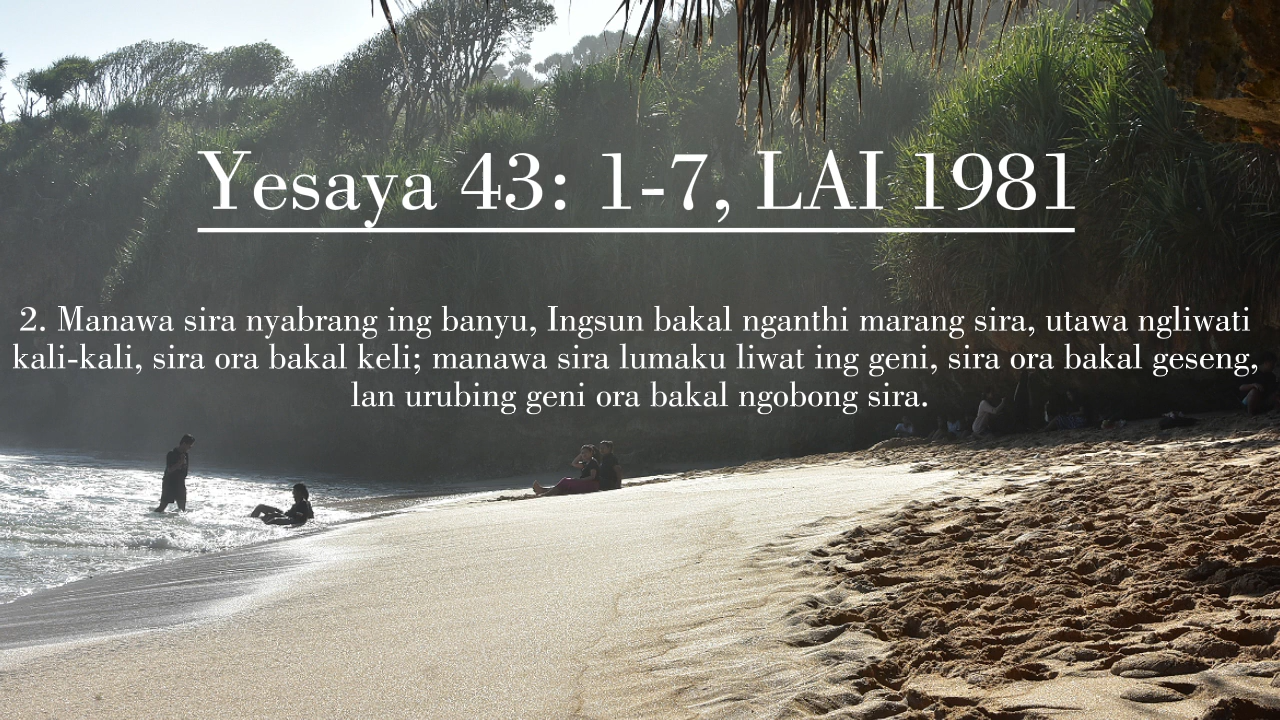 Yesaya 43: 1-7, LAI 1981
2. Manawa sira nyabrang ing banyu, Ingsun bakal nganthi marang sira, utawa ngliwati
kali-kali, sira ora bakal keli; manawa sira lumaku liwat ing geni, sira ora bakal geseng,
lan urubing geni ora bakal ngobong sira.